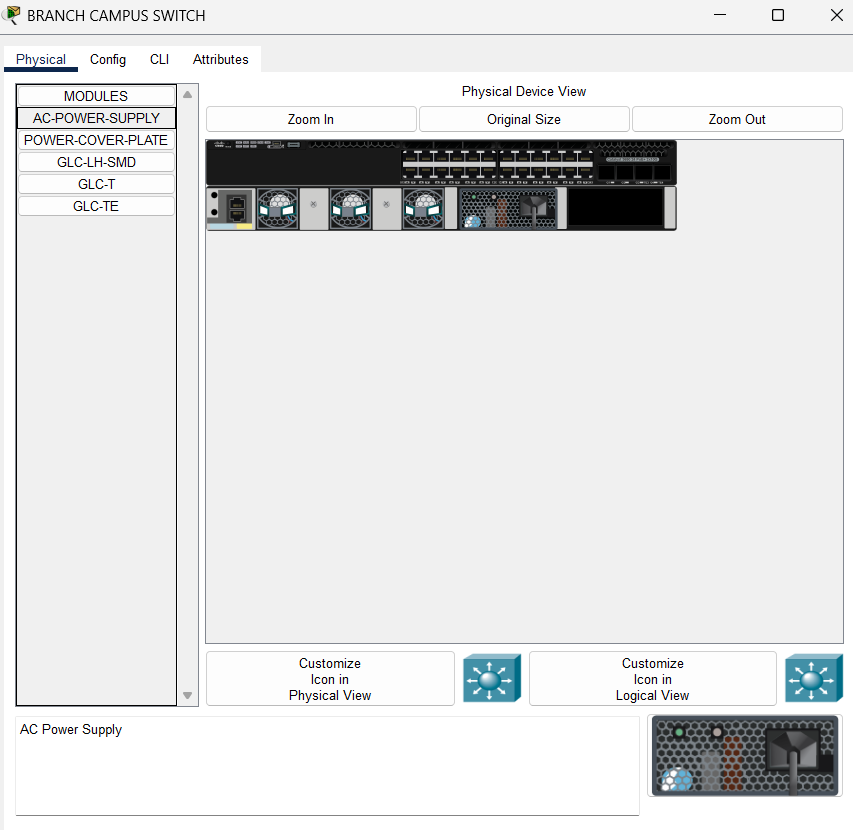 BRANCH CAMPUS SWITCH
Physical
Config
CLI
Attributes
MODULES
AC-POWER-SUPPLY
POWER-COVER-PLATE
GLC-LH-SMD
GLC-T
GLC-TE
Physical Device View
Zoom In
Original Size
Zoom Out
Customize
Icon in
Physical View
Customize
Icon in
Logical View
AC Power Supply